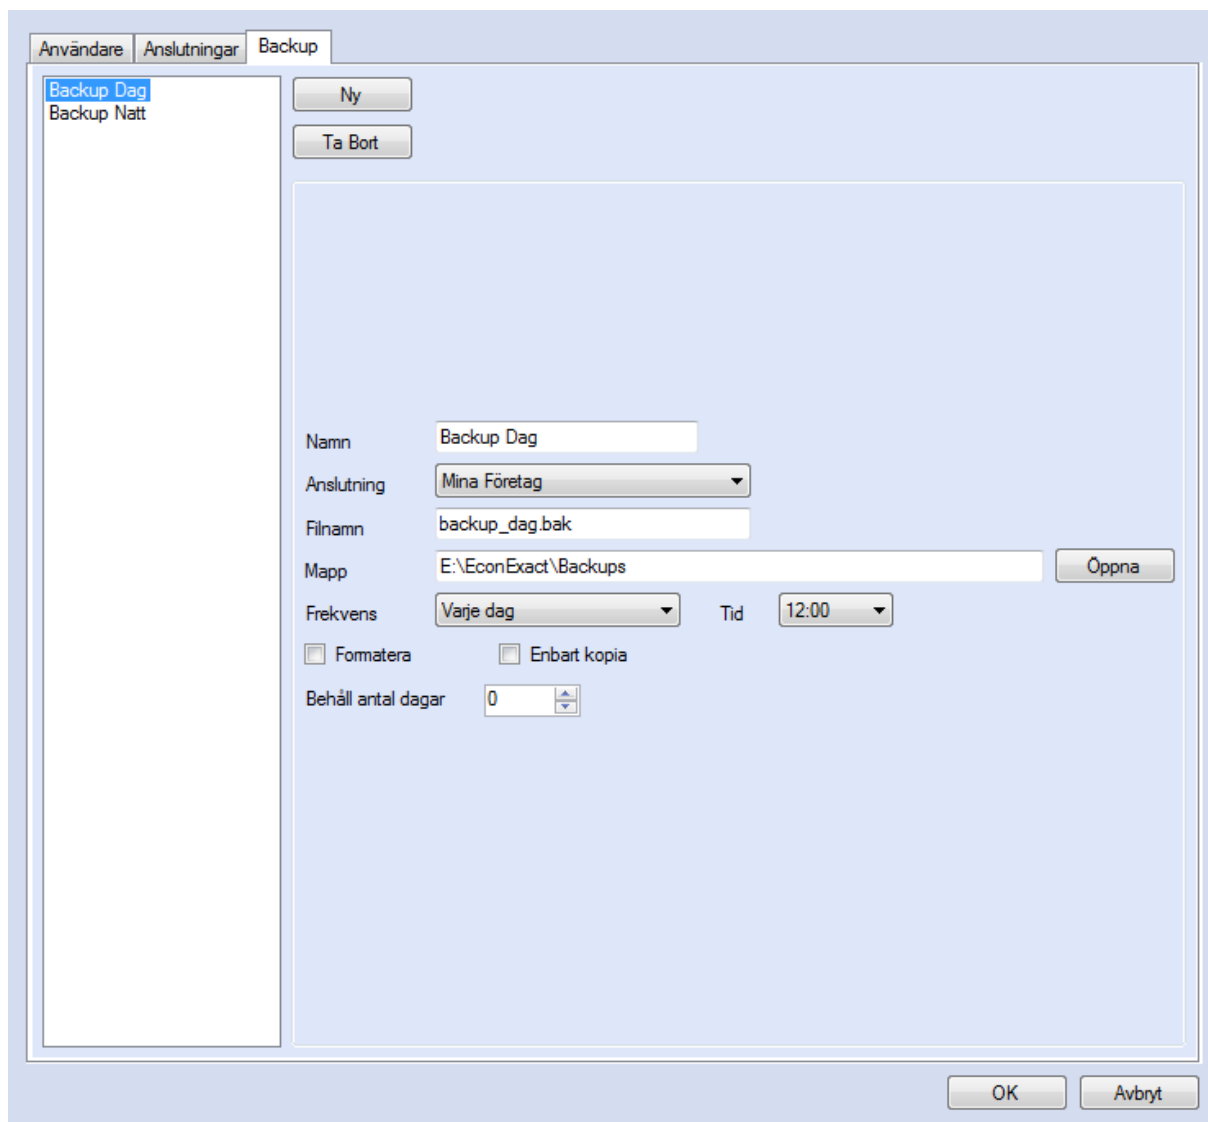 Användare Anslutningar Backup
Backup Dag
Backup Natt
Ny
Ta Bort
Namn Backup Dag
Anslutning Mina Företag
Filnamn backup_dag.bak
Mapp E:\EconExact\Backups Öppna
Frekvens Varje dag Tid 12:00
Formatera Enbart kopia
Behåll antal dagar 0
OK Avbryt